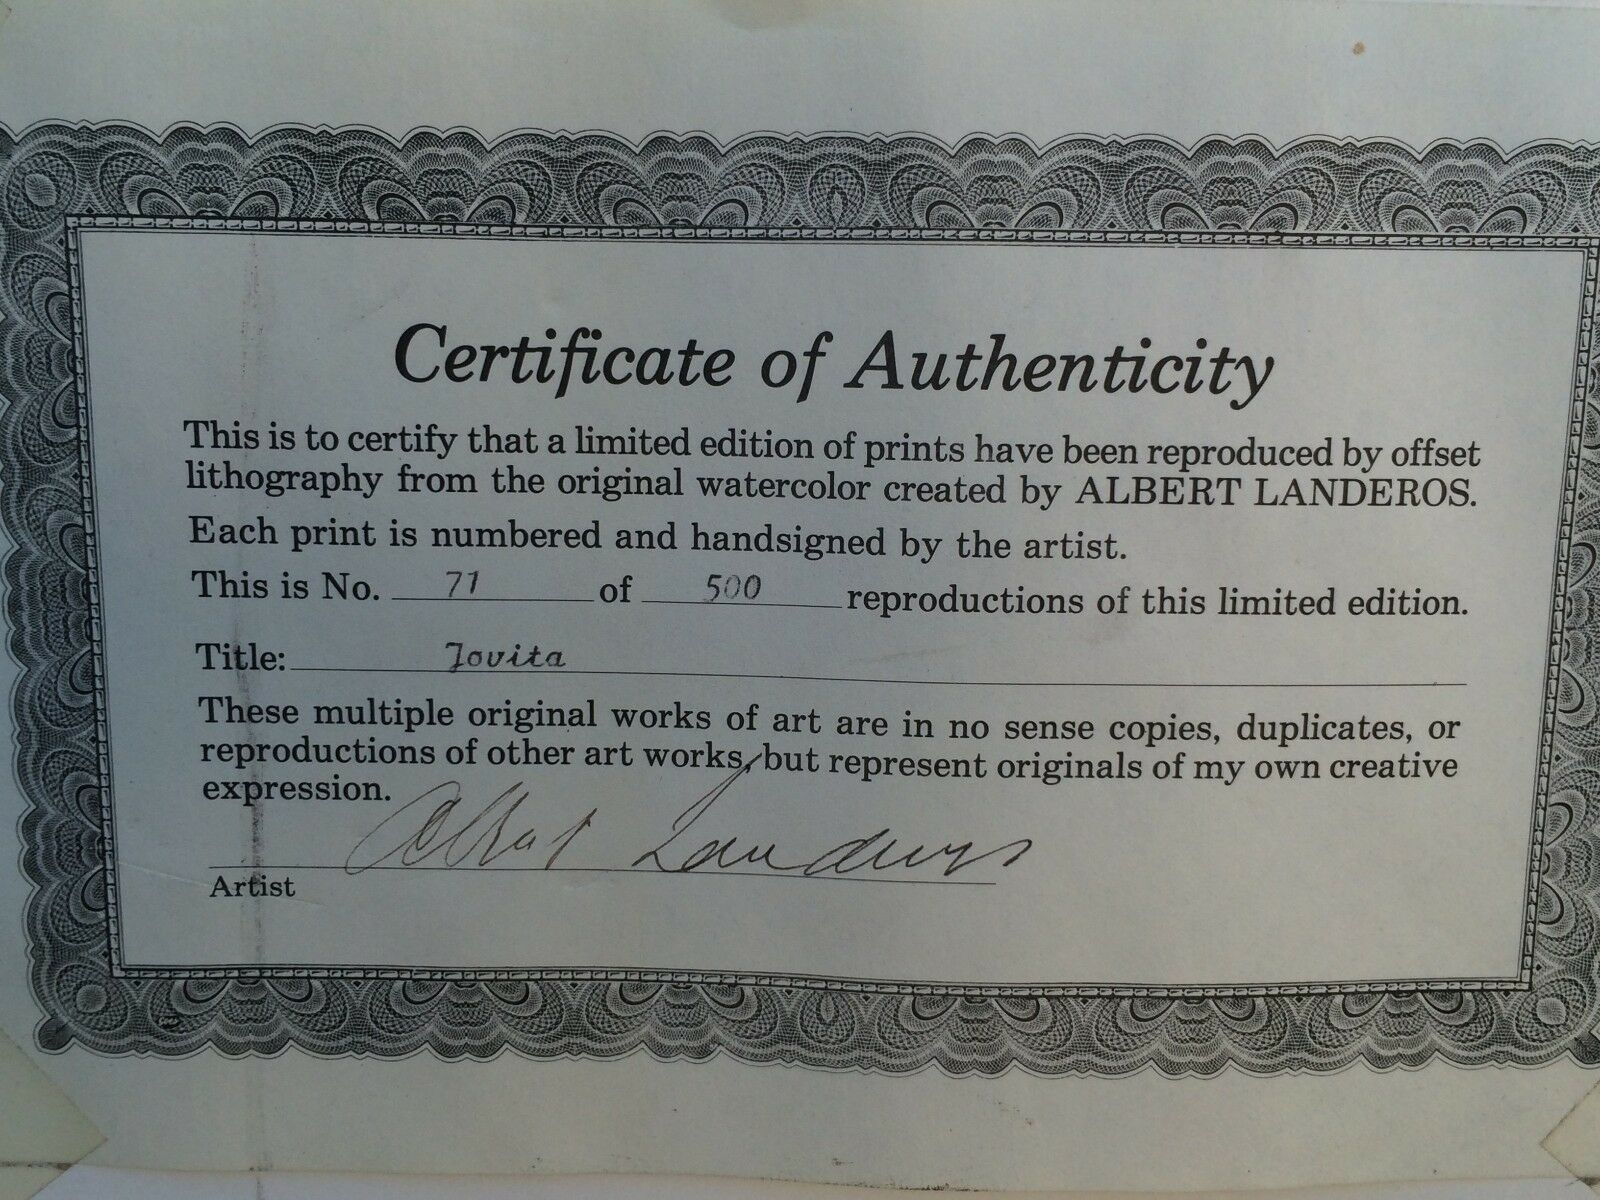 Certificate of Authenticity
This is to certify that a limited edition of prints have been reproduced by offset
lithography from the original watercolor created by ALBERT LANDEROS.
Each print is numbered and handsigned by the artist.
This is No. 71 of 500 reproductions of this limited edition.
Title: Jovita
These multiple original works of art are in no sense copies, duplicates, or
reproductions of other art works, but represent originals of my own creative
expression.
Albert Landeros
Artist